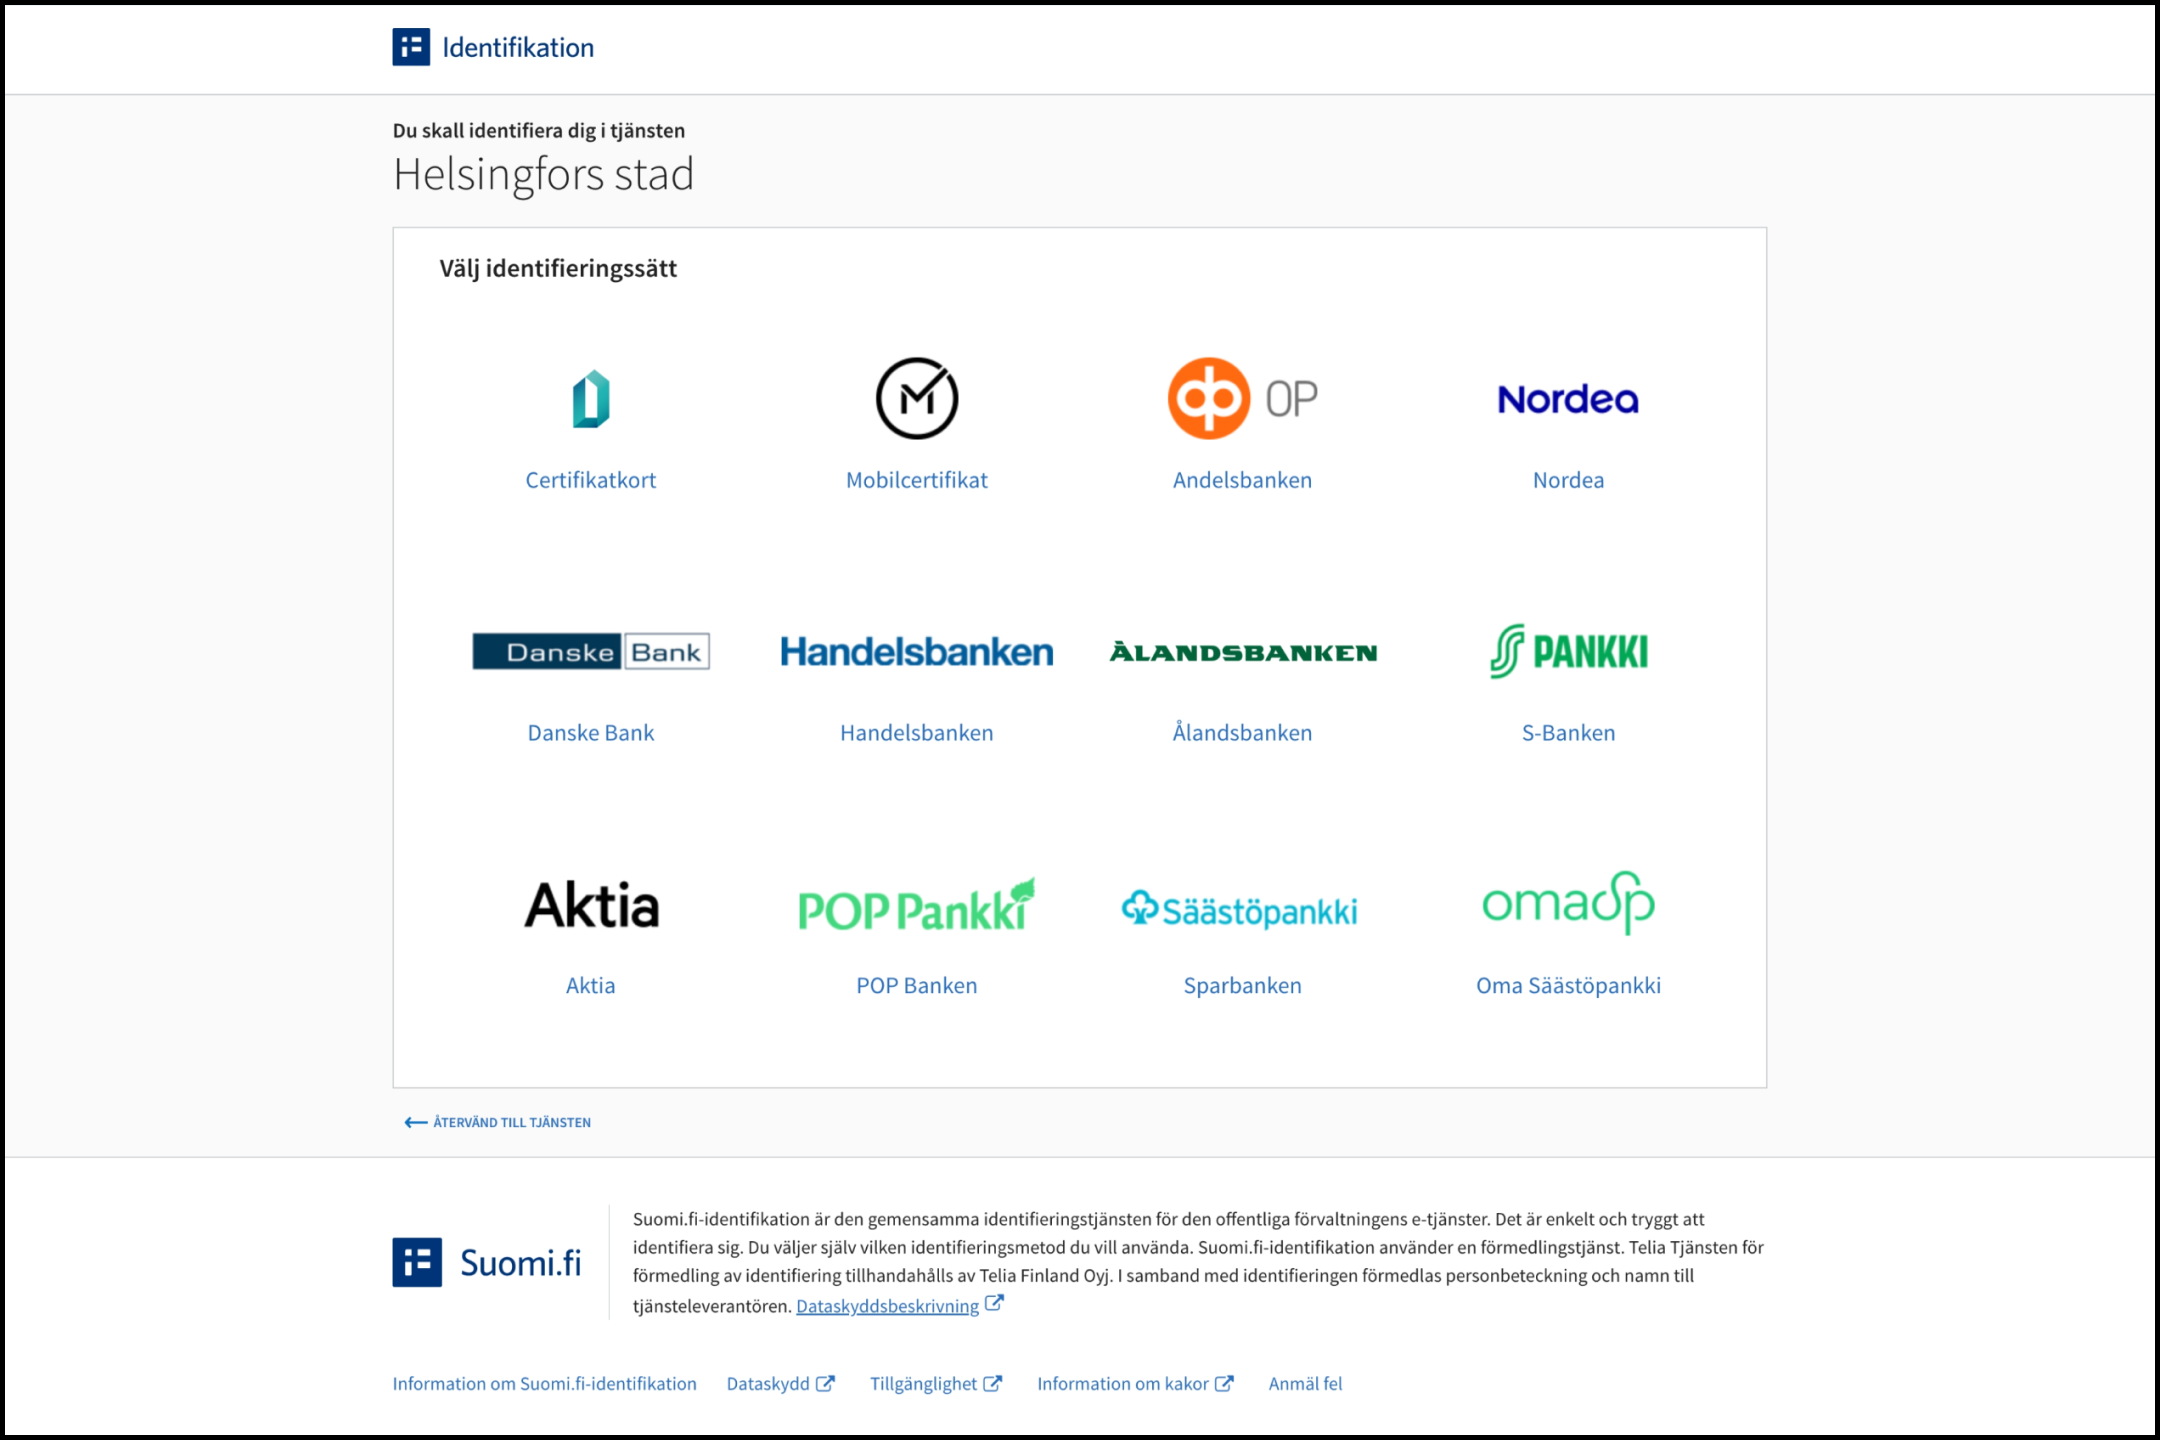 Identifikation
Du skall identifiera dig i tjänsten
Helsingfors stad
Välj identifieringssätt
OP
Nordea
Certifikatkort
Mobilcertifikat
Andelsbanken
Nordea
Danske Bank
Handelsbanken
ÅLANDSBANKEN
S PANKKI
Danske Bank
Handelsbanken
Ålandsbanken
S-Banken
Aktia
POP Pankki
Säästöpankki
omasp
Aktia
POP Banken
Sparbanken
Oma Säästöpankki
ÅTERVÄND TILL TJÄNSTEN
Suomi.fi
Suomi.fi-identifikation är den gemensamma identifieringstjänsten för den offentliga förvaltningens e-tjänster. Det är enkelt och tryggt att
identifiera sig. Du väljer själv vilken identifieringsmetod du vill använda. Suomi.fi-identifikation använder en förmedlingstjänst. Telia Tjänsten för
förmedling av identifiering tillhandahålls av Telia Finland Oyj. I samband med identifieringen förmedlas personbeteckning och namn till
tjänsteleverantören. Dataskyddsbeskrivning
Information om Suomi.fi-identifikation
Dataskydd
Tillgänglighet
Information om kakor
Anmäl fel